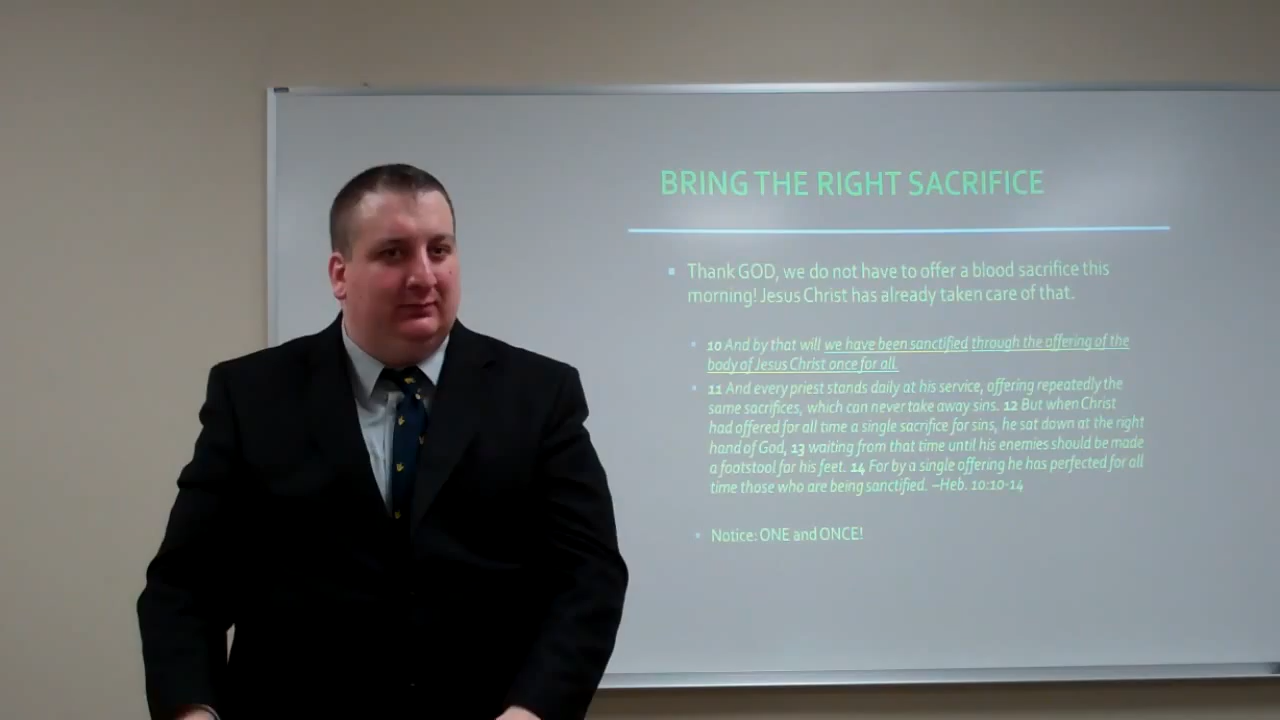 BRING THE RIGHT SACRIFICE
▪ Thank GOD, we do not have to offer a blood sacrifice this
morning! Jesus Christ has already taken care of that.
▪ 10 And by that will we have been sanctified through the offering of the
body of Jesus Christ once for all.
▪ 11 And every priest stands daily at his service, offering repeatedly the
same sacrifices, which can never take away sins. 12 But when Christ
had offered for all time a single sacrifice for sins, he sat down at the right
hand of God, 13 waiting from that time until his enemies should be made
a footstool for his feet. 14 For by a single offering he has perfected for all
time those who are being sanctified. –Heb. 10:10-14
▪ Notice: ONE and ONCE!